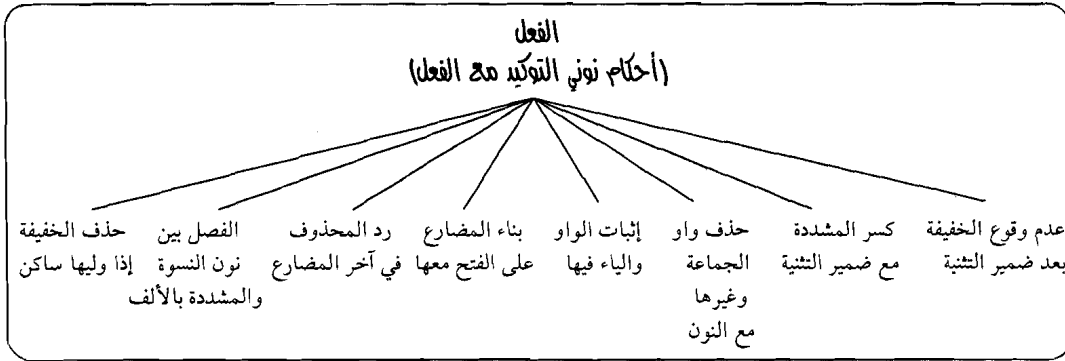 الفعل
(أحكام نوني التوكيد مع الفعل)
عدم وقوع الخفيفة
بعد ضمير التثنية
كسر المشددة
مع ضمير التثنية
حذف واو
الجماعة
وغيرها
مع النون
إثبات الواو
والياء فيها
بناء المضارع
على الفتح معها
رد المحذوف
في آخر المضارع
الفصل بين
نون النسوة
والمشددة بالألف
حذف الخفيفة
إذا وليها ساكن